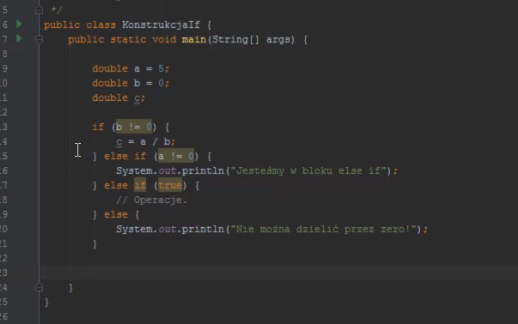 5 */
6 public class KonstrukcjaIf {
7 public static void main(String[] args) {
8
9 double a = 5;
10 double b = 0;
11 double c;
12
13 if (b != 0) {
14 c = a / b;
15 } else if (a != 0) {
16 System.out.println("Jesteśmy w bloku else if");
17 } else if (true) {
18 // Operacje.
19 } else {
20 System.out.println("Nie można dzielić przez zero!");
21 }
22
23
24 }
25 }
26